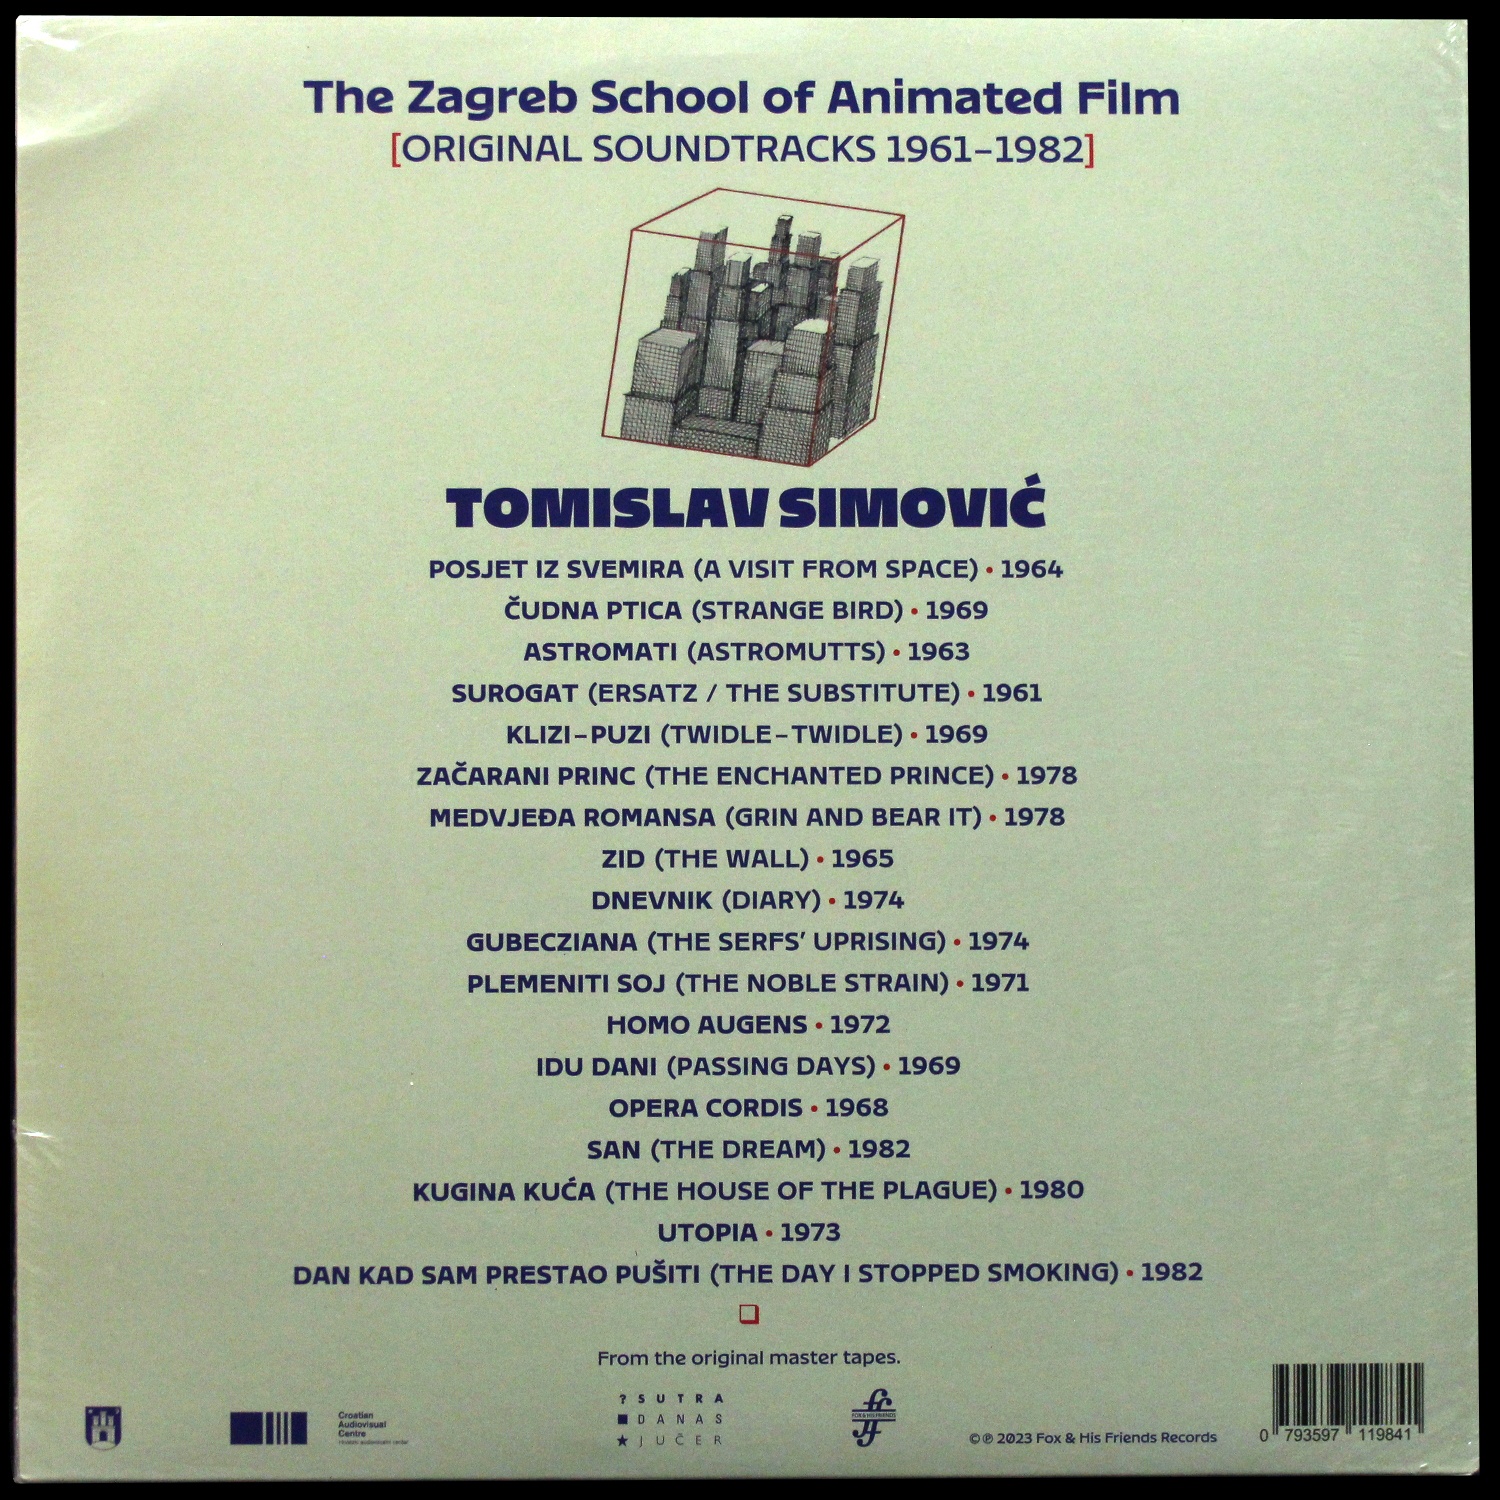 The Zagreb School of Animated Film
[ORIGINAL SOUNDTRACKS 1961–1982]
TOMISLAV SIMOVIĆ
POSJET IZ SVEMIRA (A VISIT FROM SPACE) • 1964
ČUDNA PTICA (STRANGE BIRD) • 1969
ASTROMATI (ASTROMUTTS) • 1963
SUROGAT (ERSATZ / THE SUBSTITUTE) • 1961
KLIZI–PUZI (TWIDLE–TWIDLE) • 1969
ZAČARANI PRINC (THE ENCHANTED PRINCE) • 1978
MEDVJEĐA ROMANSA (GRIN AND BEAR IT) • 1978
ZID (THE WALL) • 1965
DNEVNIK (DIARY) • 1974
GUBECZIANA (THE SERFS’ UPRISING) • 1974
PLEMENITI SOJ (THE NOBLE STRAIN) • 1971
HOMO AUGENS • 1972
IDU DANI (PASSING DAYS) • 1969
OPERA CORDIS • 1968
SAN (THE DREAM) • 1982
KUGINA KUĆA (THE HOUSE OF THE PLAGUE) • 1980
UTOPIA • 1973
DAN KAD SAM PRESTAO PUŠITI (THE DAY I STOPPED SMOKING) • 1982
From the original master tapes.
Croatian
Audiovisual
Centre
? SUTRA
■ DANAS
★ JUČER
FOX & HIS FRIENDS
©℗ 2023 Fox & His Friends Records
0 793597 119841